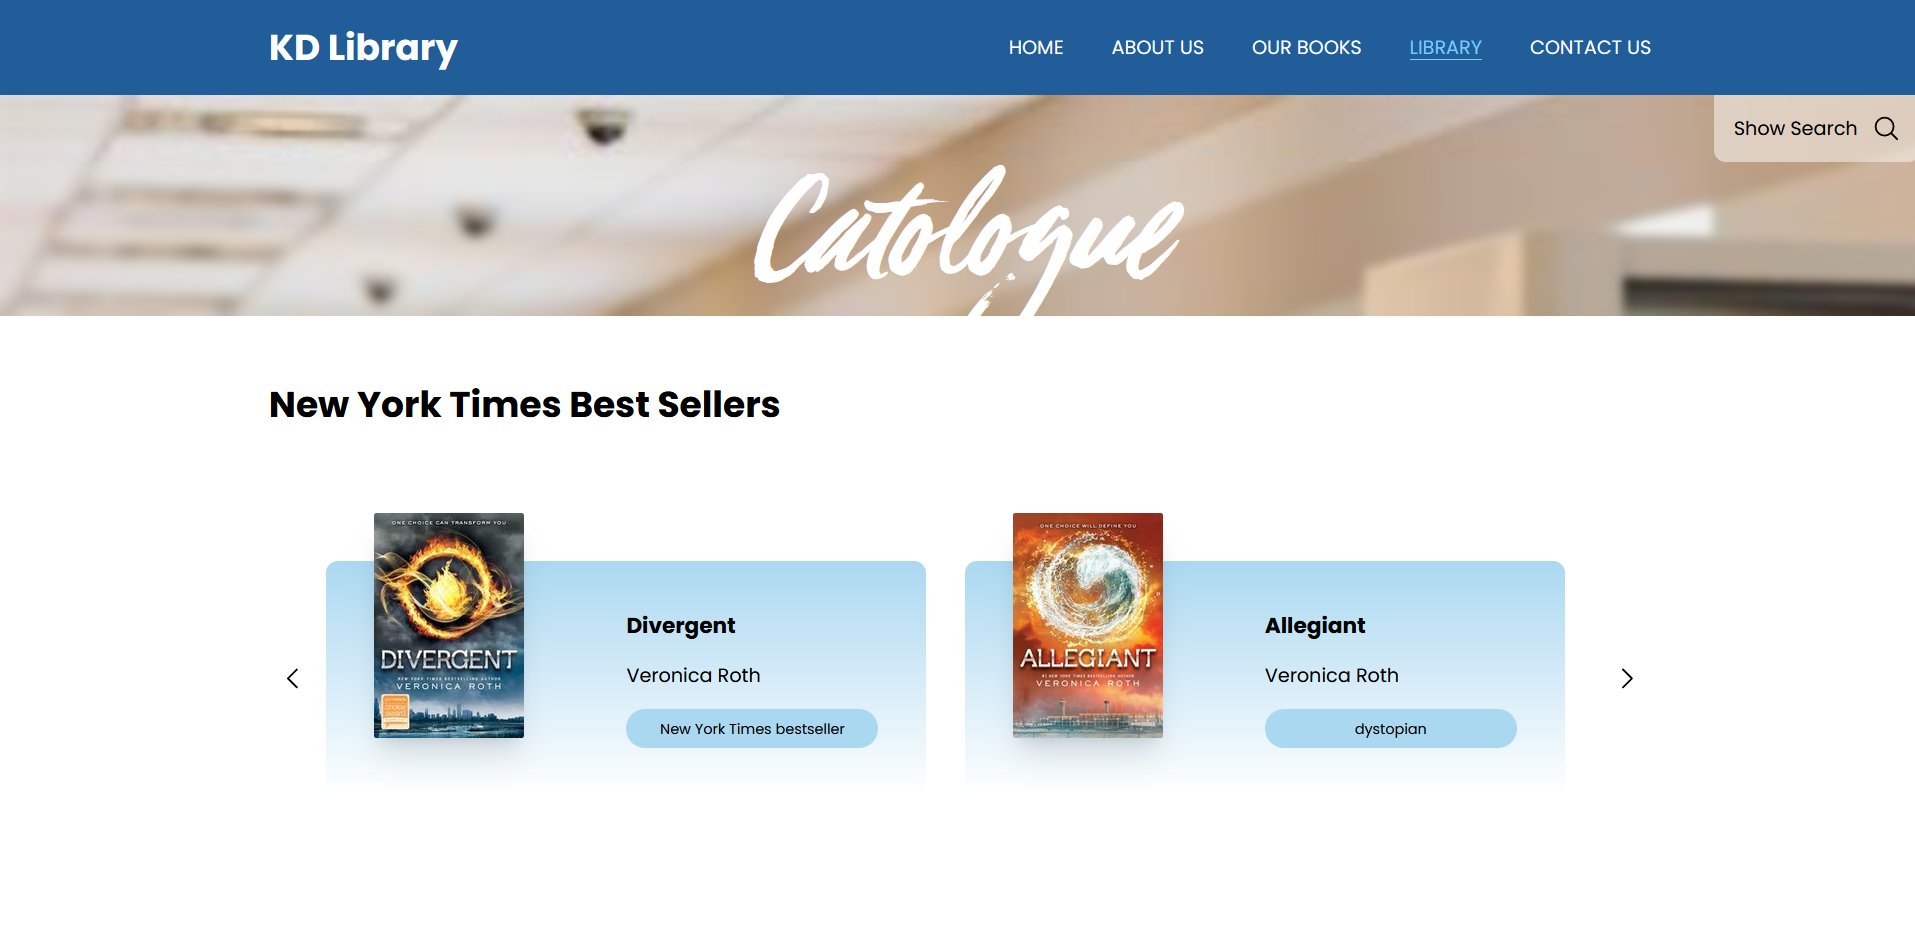 KD Library
HOME ABOUT US OUR BOOKS LIBRARY CONTACT US
Show Search
Catologue
New York Times Best Sellers
ONE CHOICE CAN TRANSFORM YOU
DIVERGENT
NEW YORK TIMES BESTSELLING AUTHOR
VERONICA ROTH
Divergent
Veronica Roth
New York Times bestseller
ONE CHOICE WILL DEFINE YOU
ALLEGIANT
#1 NEW YORK TIMES BESTSELLING AUTHOR
VERONICA ROTH
Allegiant
Veronica Roth
dystopian